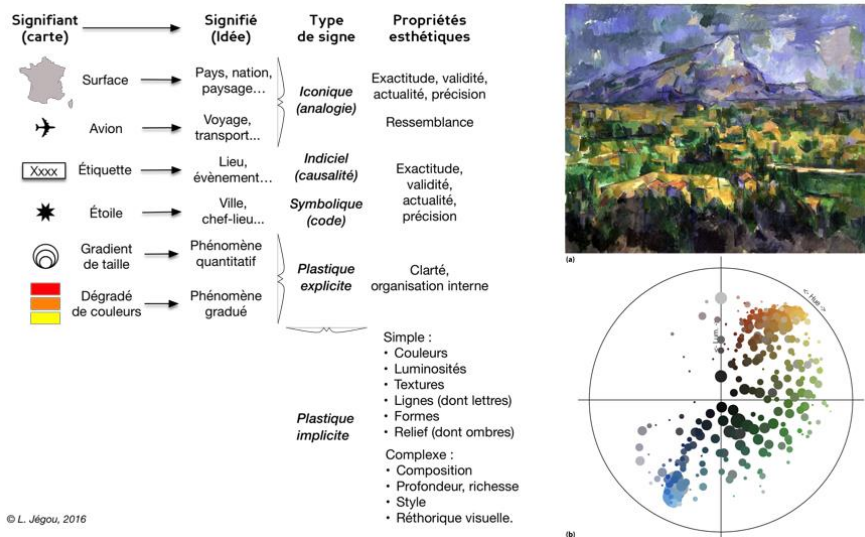 Signifiant
(carte)
Signifié
(Idée)
Type
de signe
Propriétés
esthétiques
Surface
Pays, nation,
paysage…
Iconique
(analogie)
Exactitude, validité,
actualité, précision
Avion
Voyage,
transport...
Ressemblance
Xxxx
Étiquette
Lieu,
évènement…
Indiciel
(causalité)
Exactitude,
validité,
actualité,
précision
Étoile
Ville,
chef-lieu...
Symbolique
(code)
Gradient
de taille
Phénomène
quantitatif
Plastique
explicite
Clarté,
organisation interne
Dégradé
de couleurs
Phénomène
gradué
Plastique
implicite
Simple :
• Couleurs
• Luminosités
• Textures
• Lignes (dont lettres)
• Formes
• Relief (dont ombres)
Complexe :
• Composition
• Profondeur, richesse
• Style
• Réthorique visuelle.
© L. Jégou, 2016
(a)
<- Hue ->
<- Lum. ->
(b)